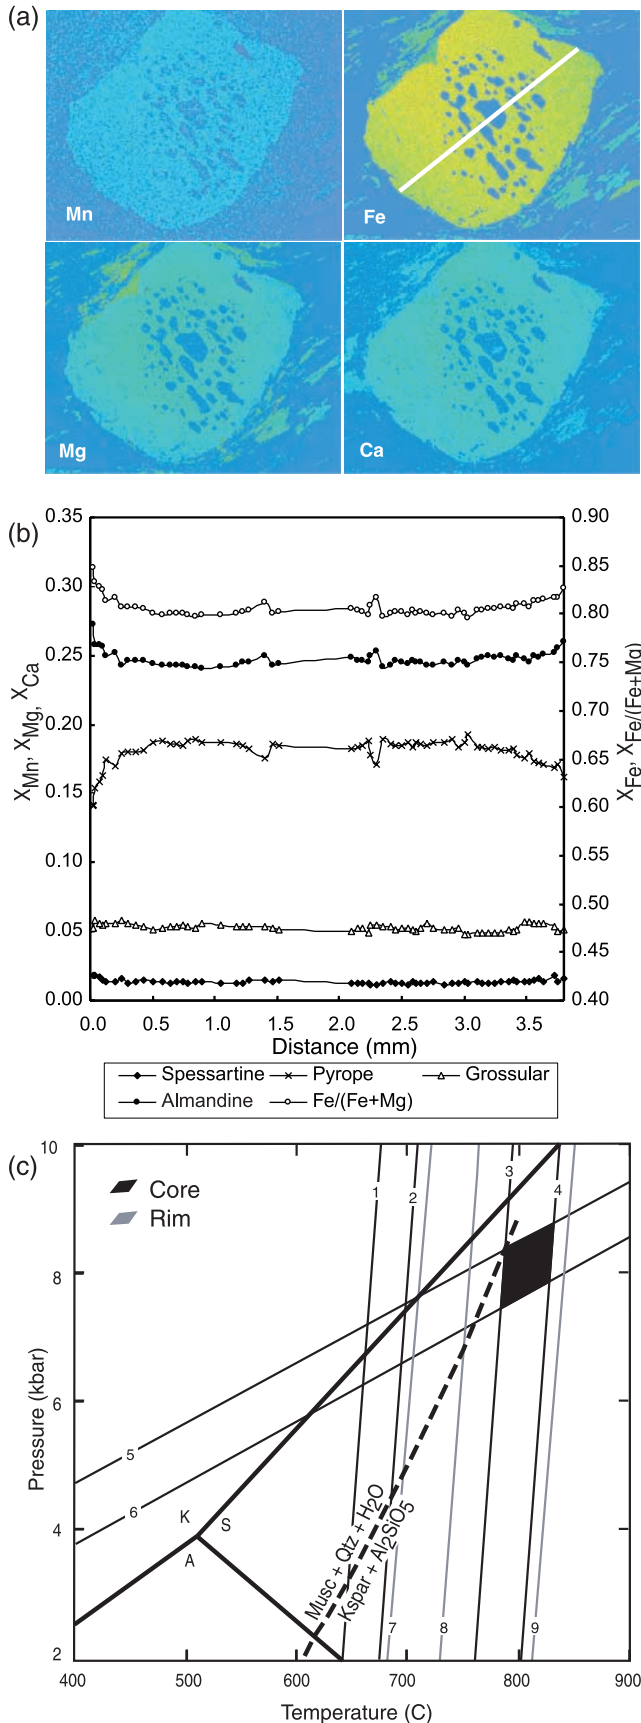 (a)
Mn
Fe
Mg
Ca
(b)
0.35
0.30
0.25
0.20
0.15
0.10
0.05
0.00
X_Mn, X_Mg, X_Ca
0.90
0.85
0.80
0.75
0.70
0.65
0.60
0.55
0.50
0.45
0.40
X_Fe, X_Fe/(Fe+Mg)
0.0 0.5 1.0 1.5 2.0 2.5 3.0 3.5
Distance (mm)
Spessartine Pyrope Grossular
Almandine Fe/(Fe+Mg)
(c)
10
8
6
4
2
Pressure (kbar)
Core
Rim
1
2
3
4
5
6
K
S
A
Musc + Qtz + H2O
Kspar + Al2SiO5
7
8
9
400 500 600 700 800 900
Temperature (C)